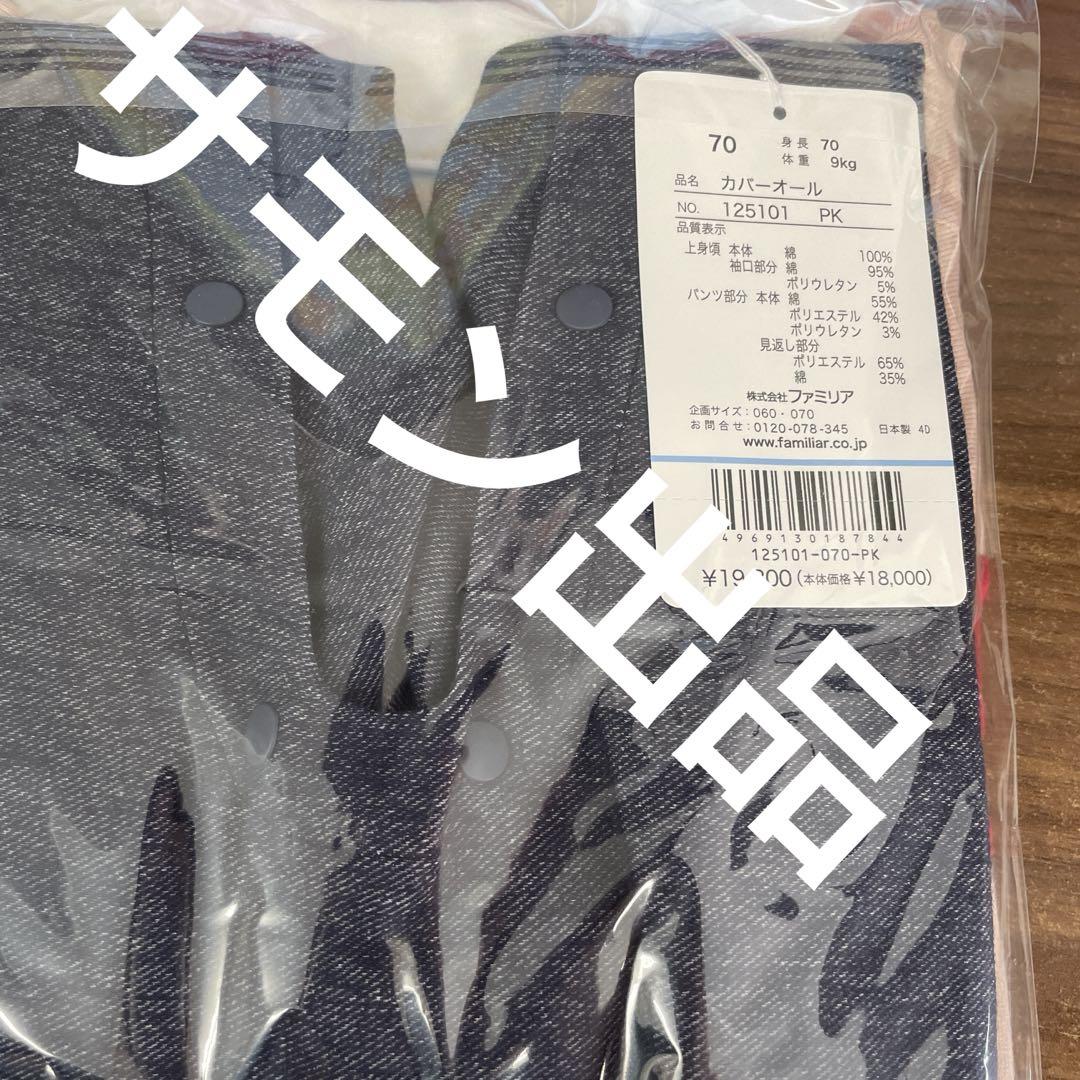 サモン出品
70 身長 70
体重 9kg
品名 カバーオール
NO. 125101 PK
品質表示
上身頃 本体 綿 100%
袖口部分 綿 95%
ポリウレタン 5%
パンツ部分 本体 綿 55%
ポリエステル 42%
ポリウレタン 3%
見返し部分
ポリエステル 65%
綿 35%
株式会社ファミリア
企画サイズ:060・070
お問合せ:0120-078-345 日本製 4D
www.familiar.co.jp
4969130187844
125101-070-PK
(本体価格¥18,000)